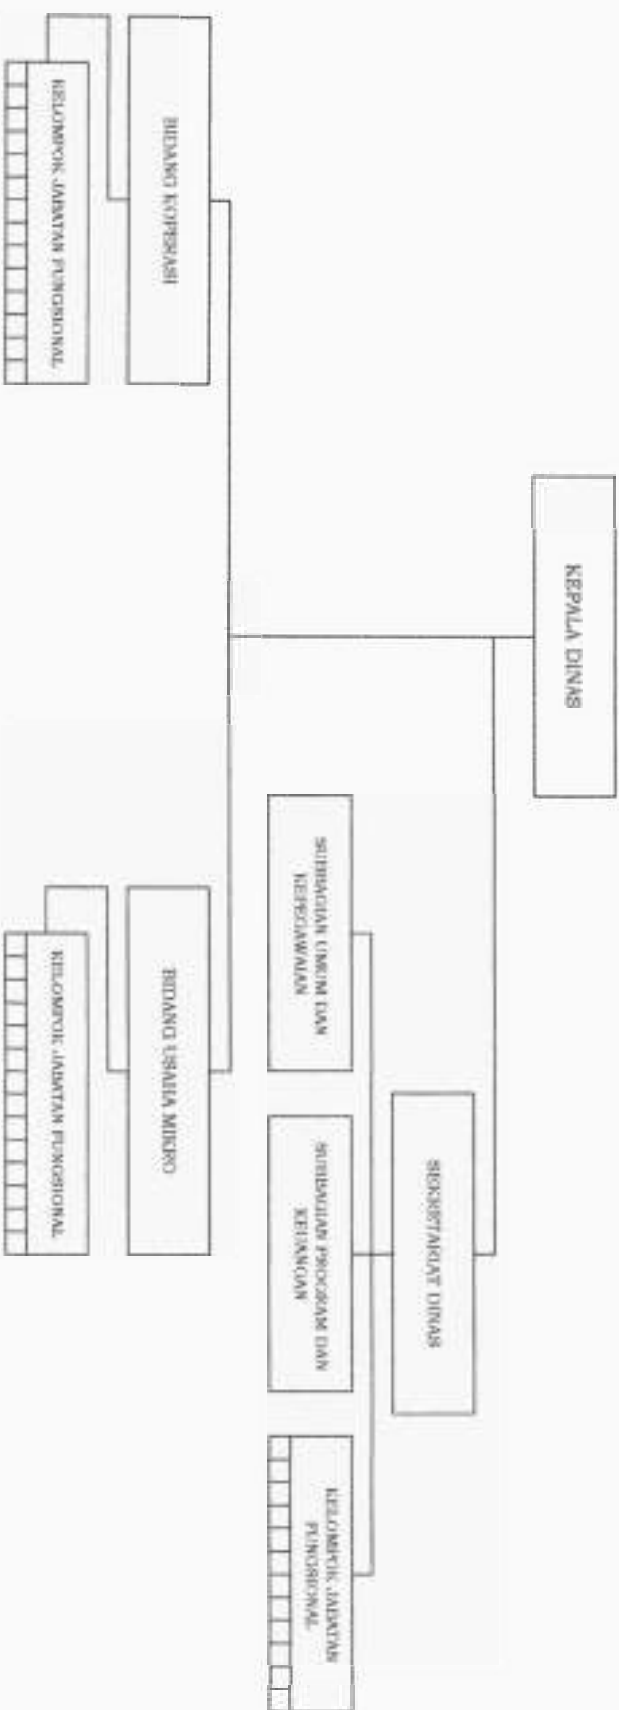 KEPALA DINAS
SEKRETARIAT DINAS
SUBBAGIAN UMUM DAN
KEPEGAWAIAN
SUBBAGIAN PROGRAM DAN
KEUANGAN
KELOMPOK JABATAN
FUNGSIONAL
BIDANG KOPERASI
KELOMPOK JABATAN FUNGSIONAL
BIDANG USAHA MIKRO
KELOMPOK JABATAN FUNGSIONAL